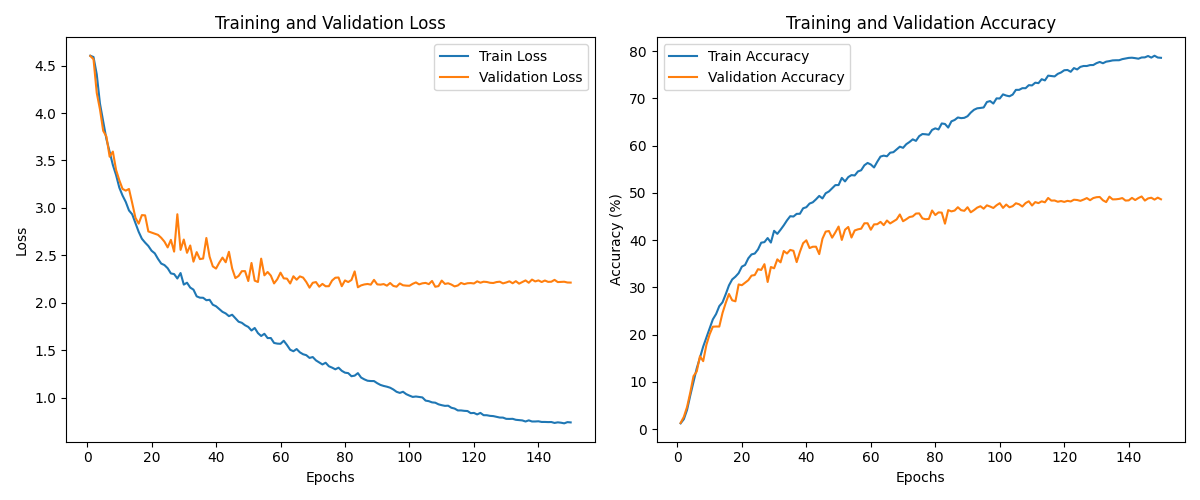 Training and Validation Loss
Train Loss
Validation Loss
Loss
4.5
4.0
3.5
3.0
2.5
2.0
1.5
1.0
0 20 40 60 80 100 120 140
Epochs
Training and Validation Accuracy
Train Accuracy
Validation Accuracy
Accuracy (%)
80
70
60
50
40
30
20
10
0
0 20 40 60 80 100 120 140
Epochs